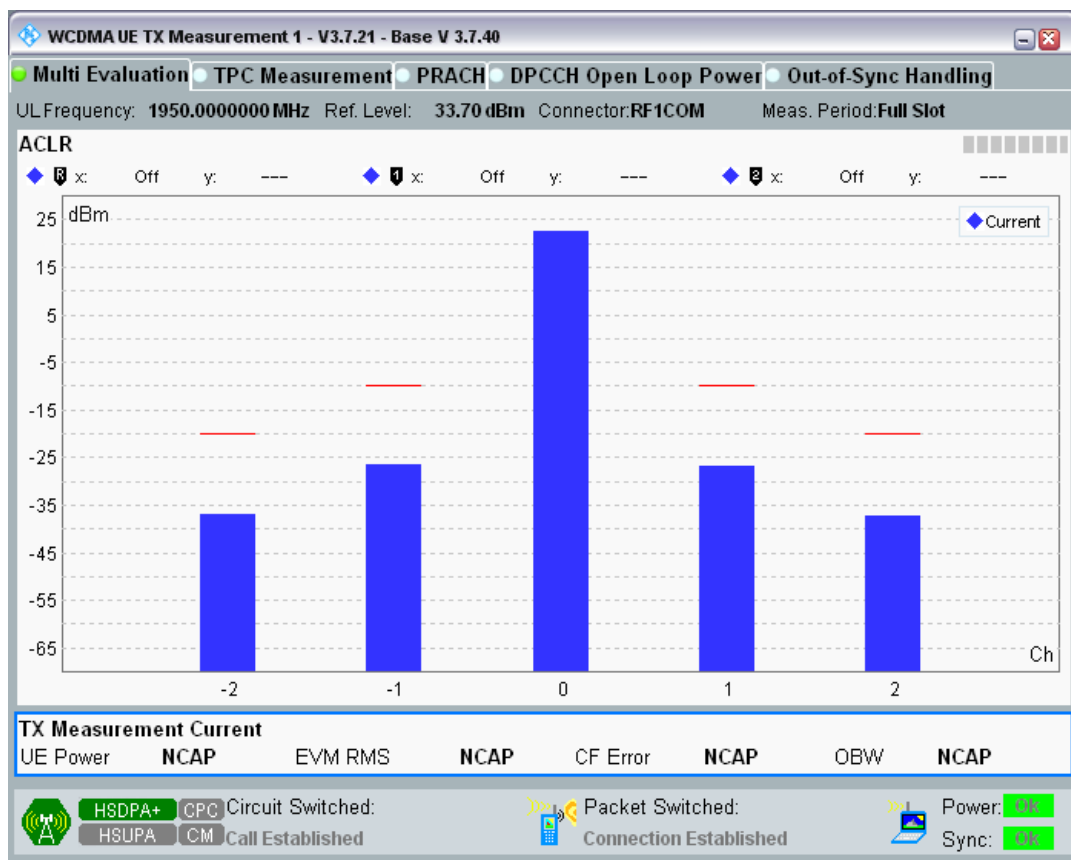 WCDMA UE TX Measurement 1 - V3.7.21 - Base V 3.7.40
Multi Evaluation TPC Measurement PRACH DPCCH Open Loop Power Out-of-Sync Handling
UL Frequency: 1950.0000000 MHz Ref. Level: 33.70 dBm Connector: RF1COM Meas. Period: Full Slot
ACLR
R x: Off y: --- 1 x: Off y: --- 2 x: Off y: ---
dBm
Current
25
15
5
-5
-15
-25
-35
-45
-55
-65
Ch
-2 -1 0 1 2
TX Measurement Current
UE Power NCAP EVM RMS NCAP CF Error NCAP OBW NCAP
HSDPA+ CPC Circuit Switched: Packet Switched: Power: OK
HSUPA CM Call Established Connection Established Sync: OK